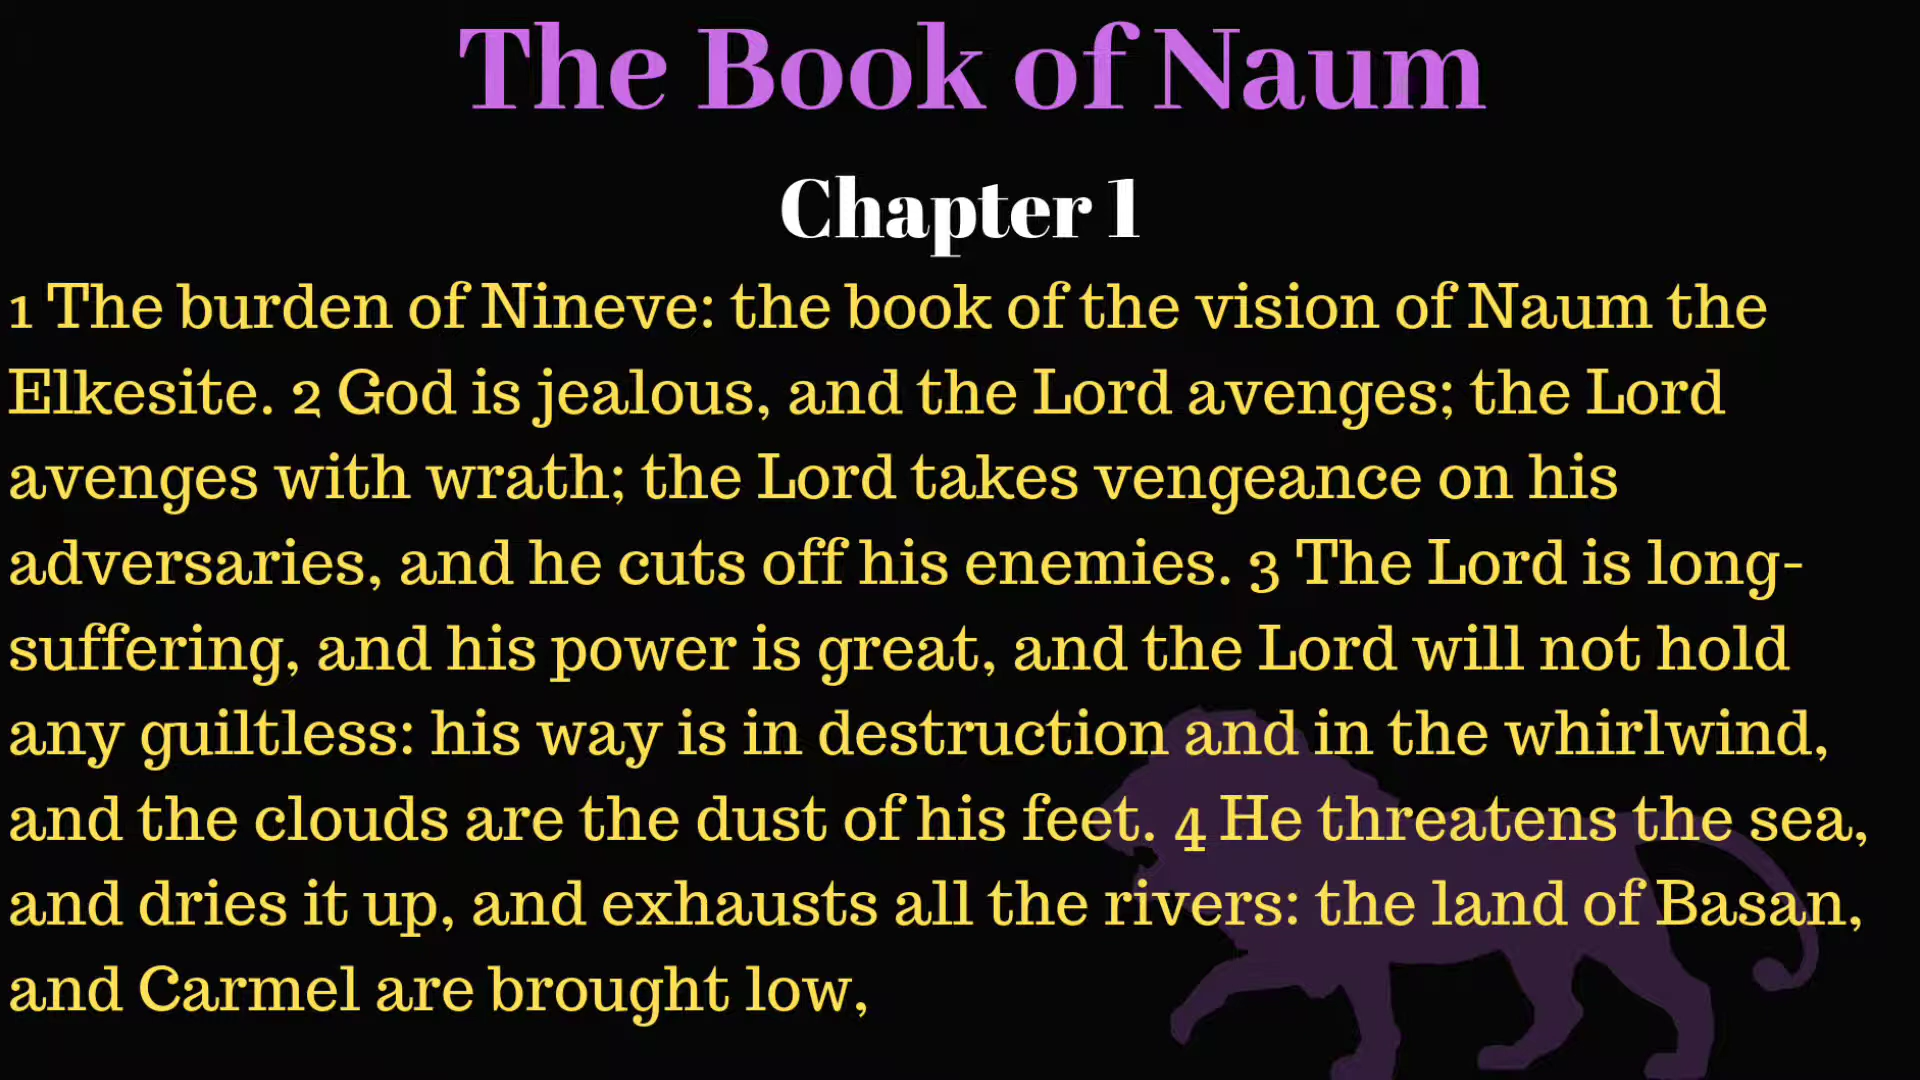 The Book of Naum
Chapter 1
1 The burden of Nineve: the book of the vision of Naum the
Elkesite. 2 God is jealous, and the Lord avenges; the Lord
avenges with wrath; the Lord takes vengeance on his
adversaries, and he cuts off his enemies. 3 The Lord is long-
suffering, and his power is great, and the Lord will not hold
any guiltless: his way is in destruction and in the whirlwind,
and the clouds are the dust of his feet. 4 He threatens the sea,
and dries it up, and exhausts all the rivers: the land of Basan,
and Carmel are brought low,